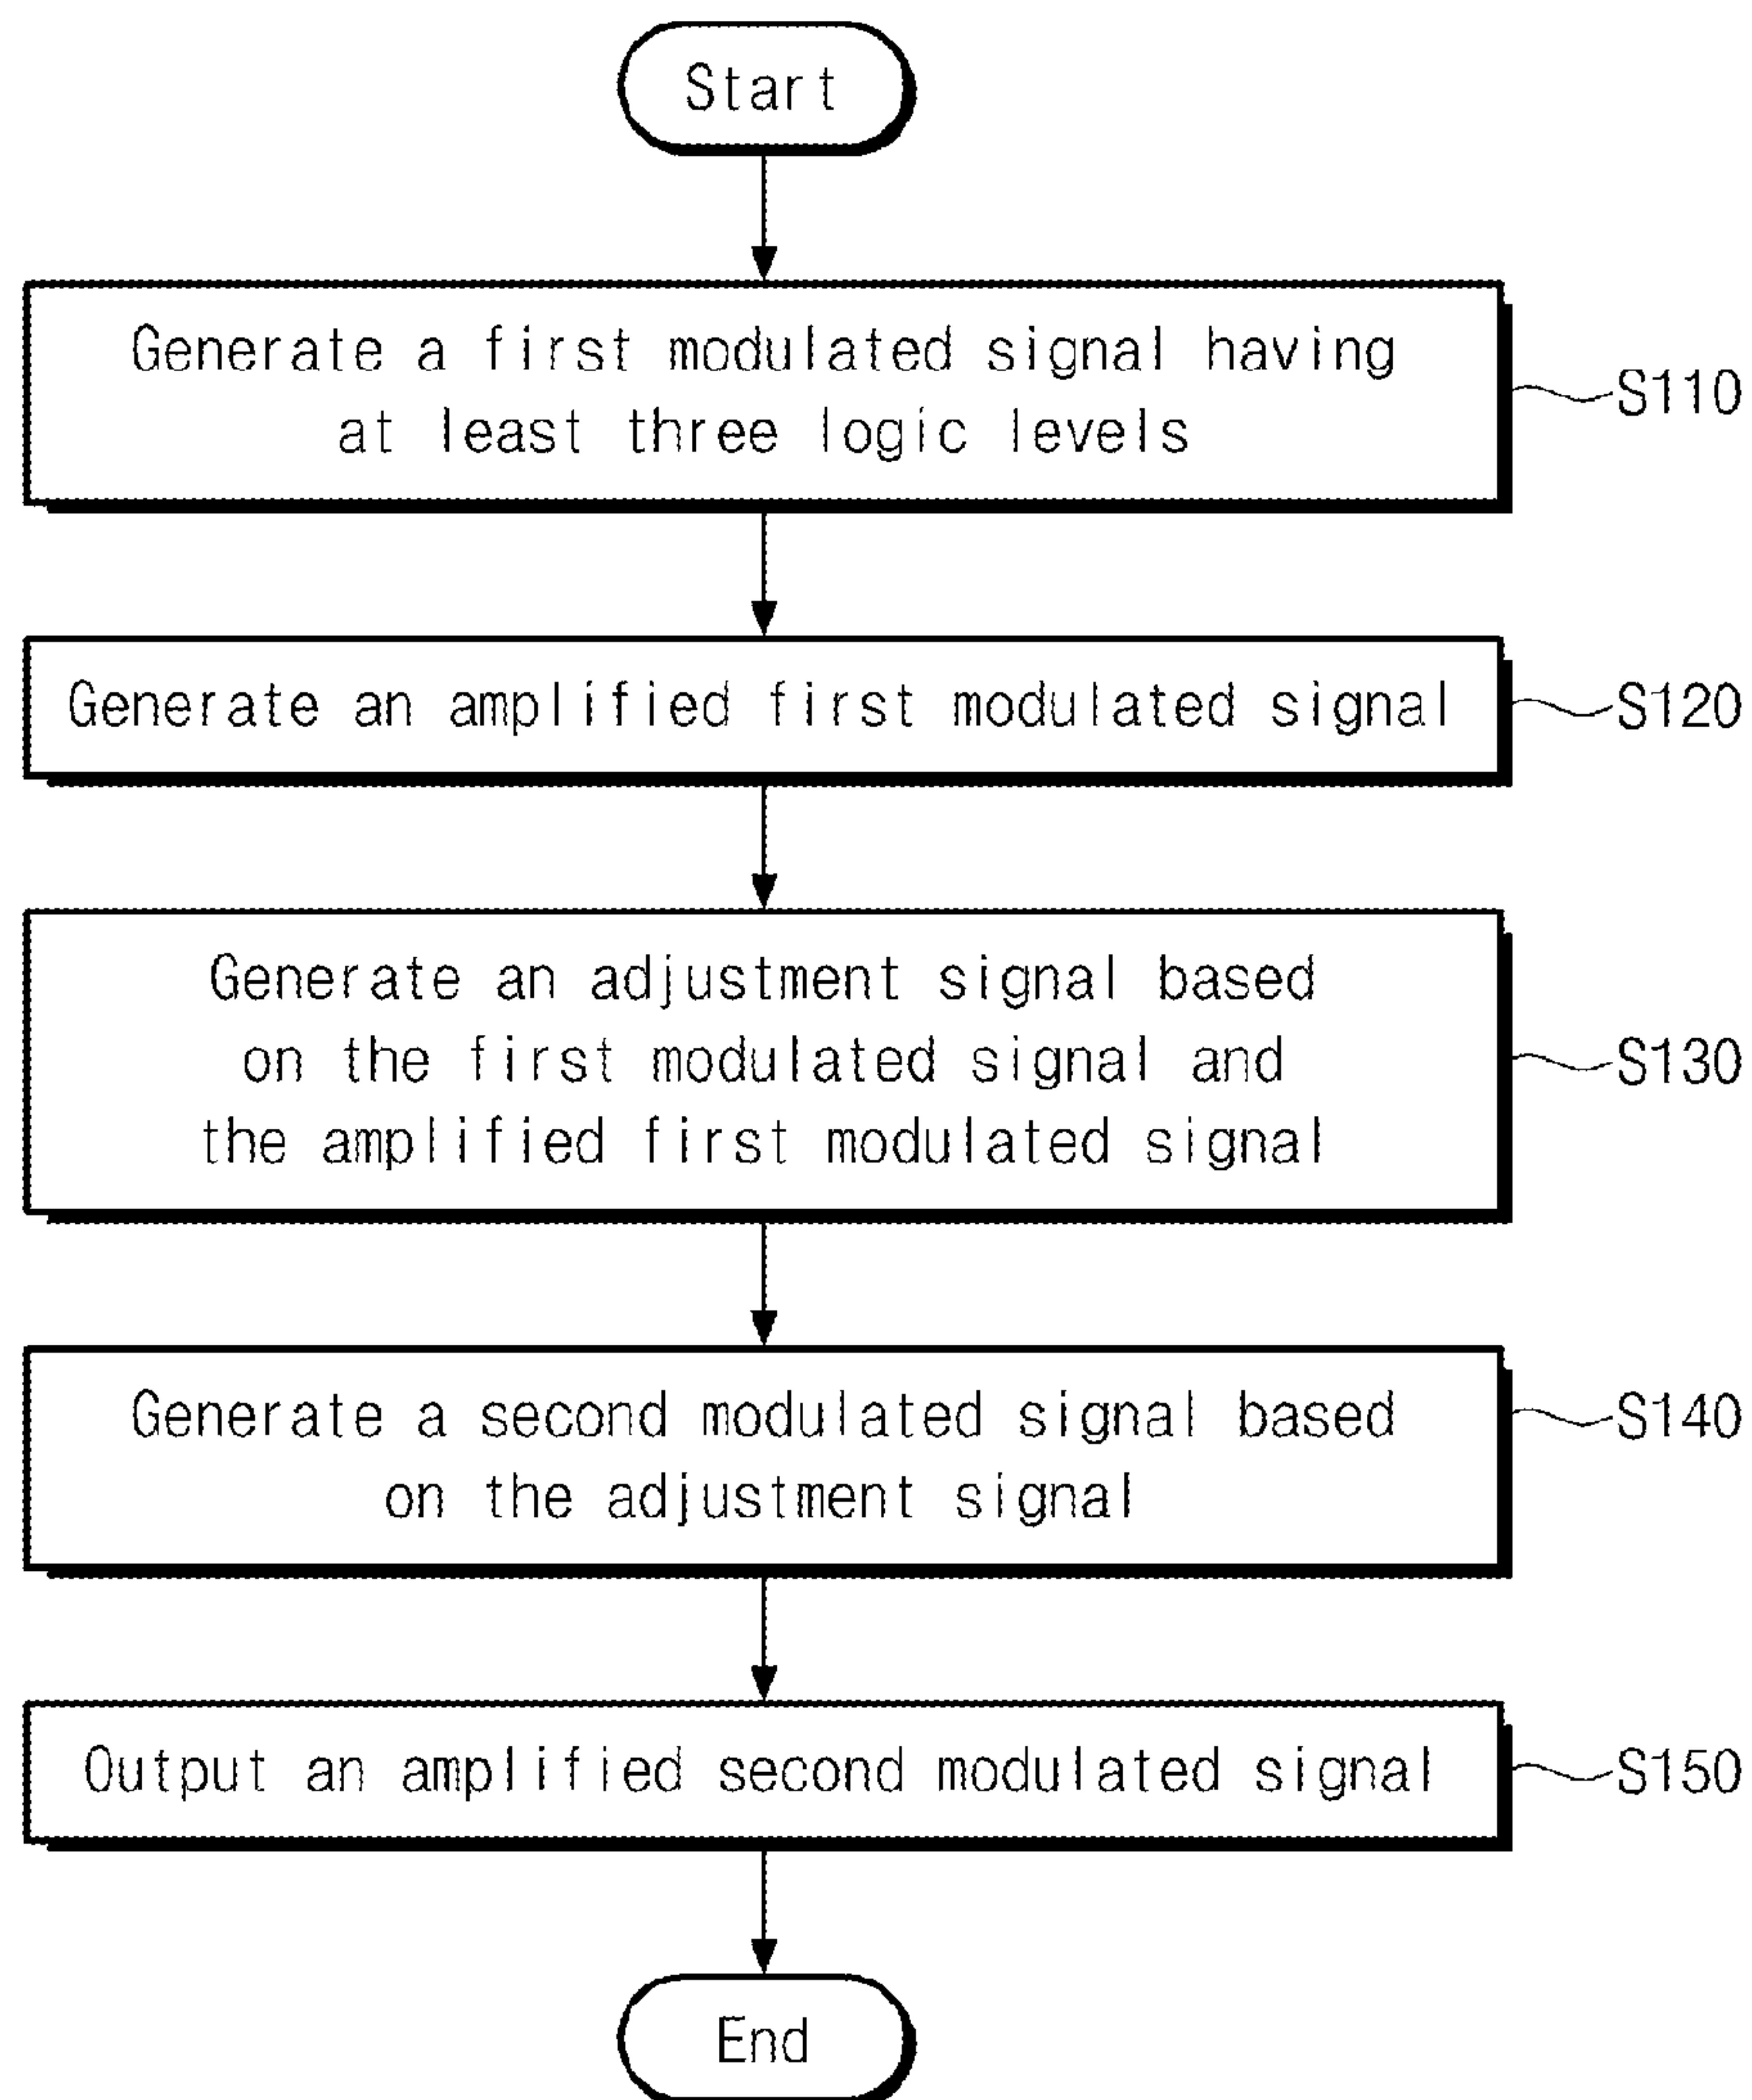 Start
Generate a first modulated signal having
at least three logic levels
S110
Generate an amplified first modulated signal
S120
Generate an adjustment signal based
on the first modulated signal and
the amplified first modulated signal
S130
Generate a second modulated signal based
on the adjustment signal
S140
Output an amplified second modulated signal
S150
End